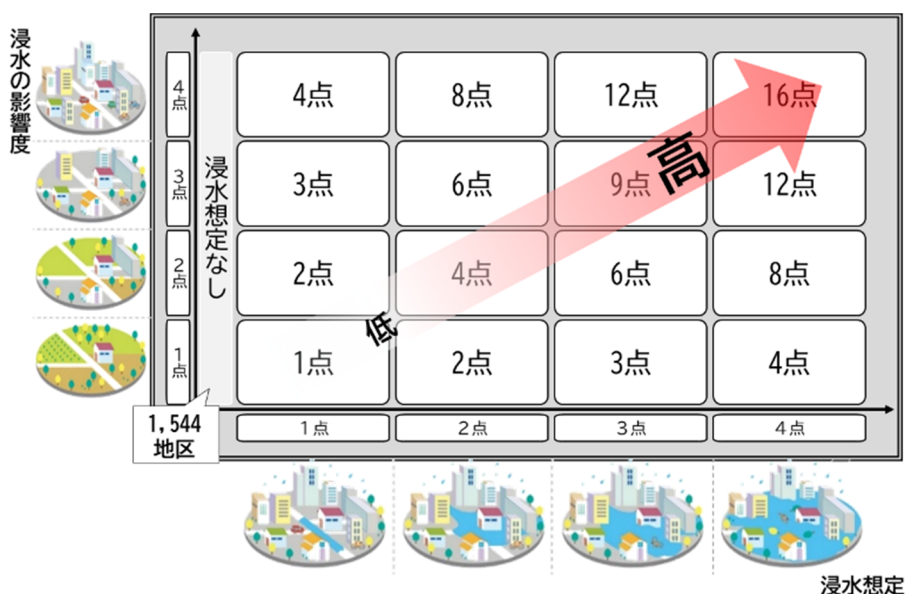 浸水の影響度
4点
4点
8点
12点
16点
3点
3点
6点
9点
12点
高
浸水想定なし
2点
2点
4点
6点
8点
低
1点
1点
2点
3点
4点
1,544
地区
1点
2点
3点
4点
浸水想定